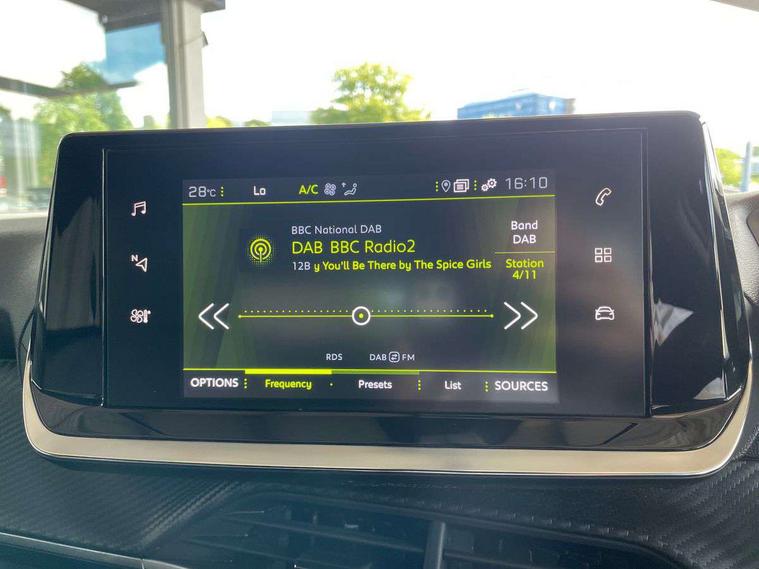 28°C Lo A/C 16:10
BBC National DAB
DAB BBC Radio2
12B y You'll Be There by The Spice Girls
Band
DAB
Station
4/11
N
RDS DAB FM
OPTIONS Frequency Presets List SOURCES